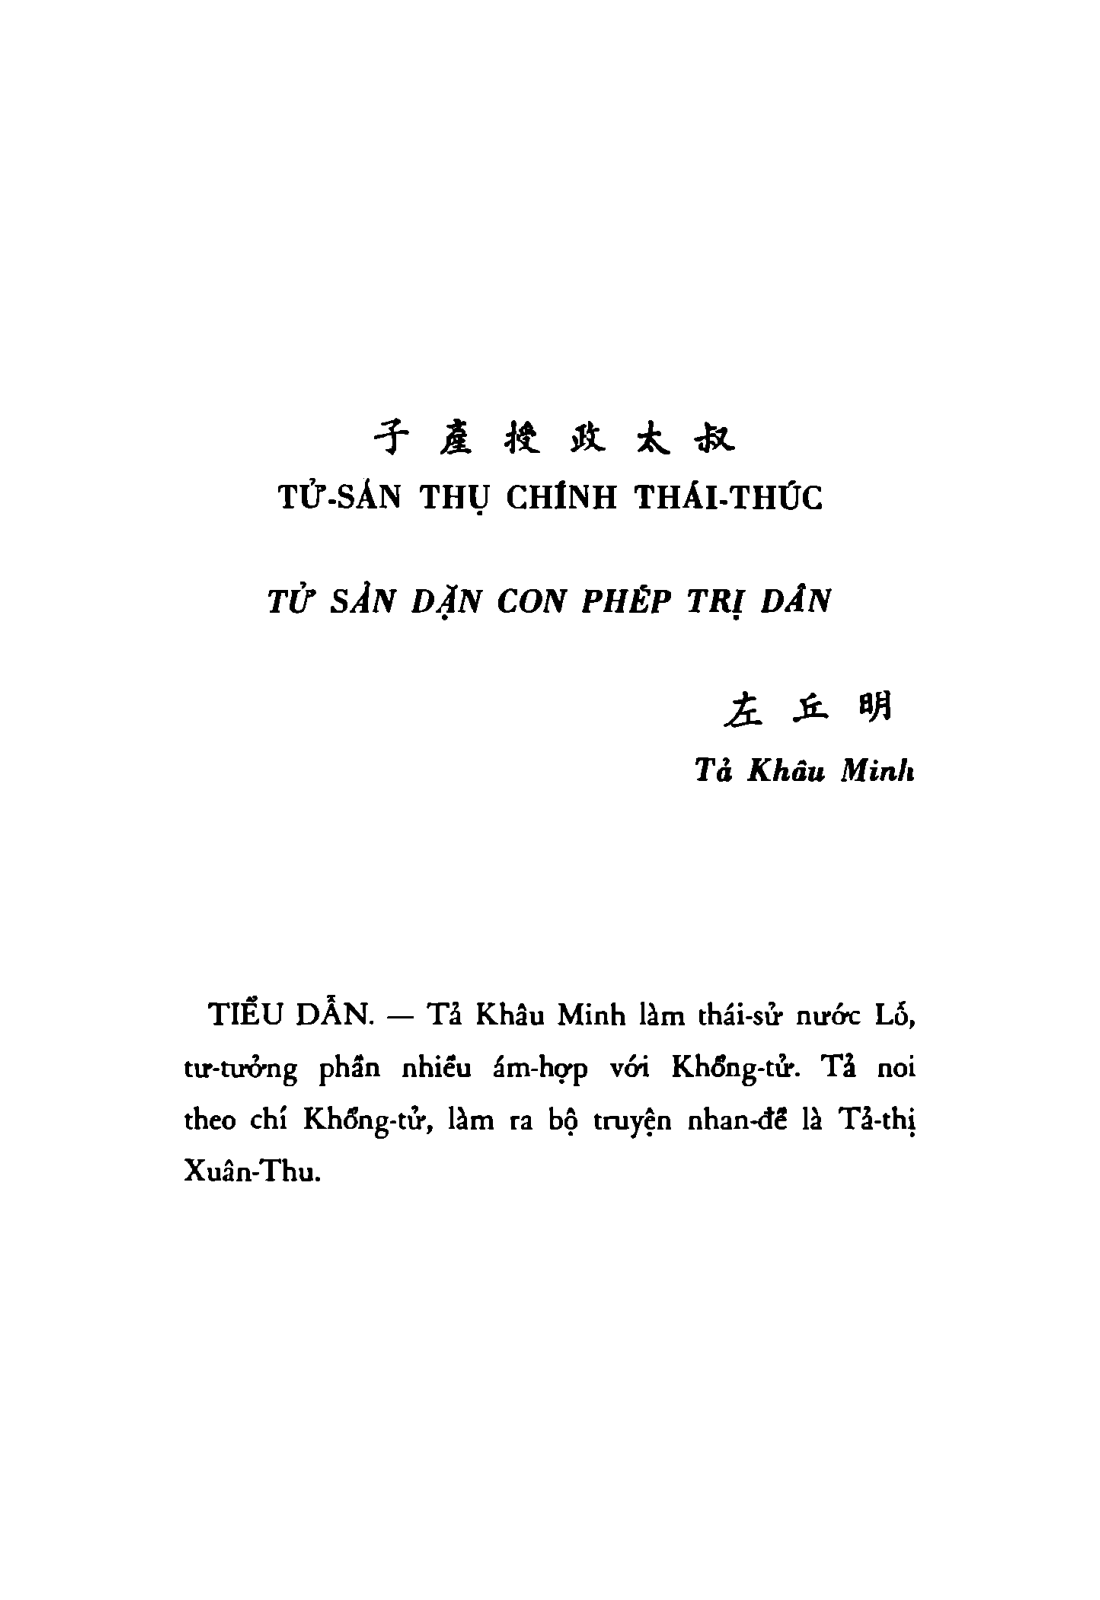 子產授政太叔
TỬ-SẢN THỤ CHÍNH THÁI-THÚC
TỬ SẢN DẶN CON PHÉP TRỊ DÂN
左丘明
Tả Khâu Minh
TIỂU DẪN. — Tả Khâu Minh làm thái-sử nước Lỗ,
tư-tưởng phần nhiều ám-hợp với Khổng-tử. Tả noi
theo chí Khổng-tử, làm ra bộ truyện nhan-đề là Tả-thị
Xuân-Thu.